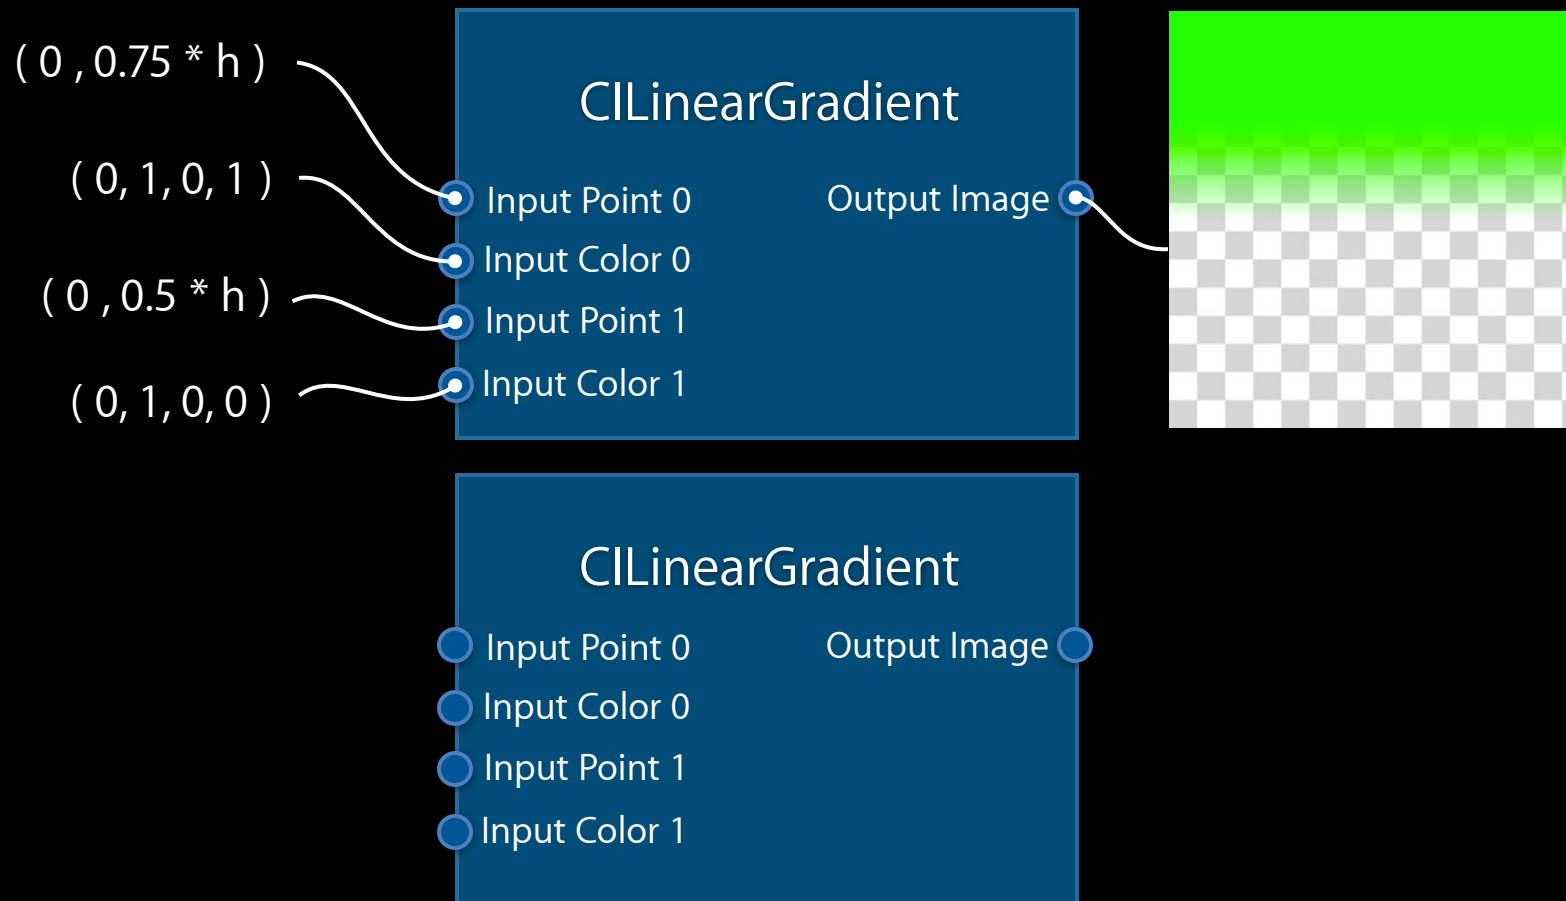 ( 0 , 0.75 * h )
CILinearGradient
( 0, 1, 0, 1 )
Input Point 0
Output Image
Input Color 0
( 0 , 0.5 * h )
Input Point 1
( 0, 1, 0, 0 )
Input Color 1
CILinearGradient
Input Point 0
Output Image
Input Color 0
Input Point 1
Input Color 1